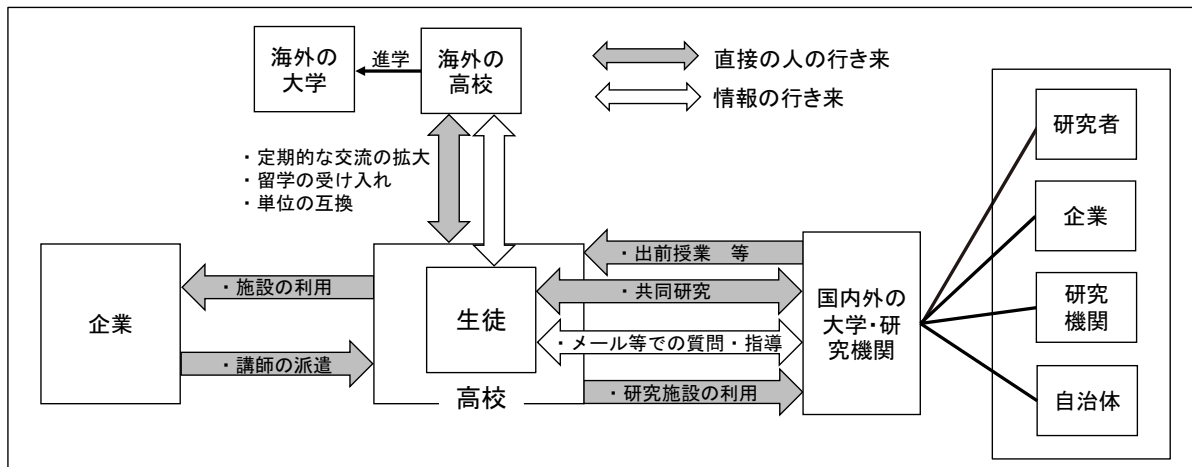 海外の
大学
進学
海外の
高校
直接の人の行き来
情報の行き来
・定期的な交流の拡大
・留学の受け入れ
・単位の互換
企業
・施設の利用
・講師の派遣
生徒
高校
・出前授業　等
・共同研究
・メール等での質問・指導
・研究施設の利用
国内外の
大学・研
究機関
研究者
企業
研究
機関
自治体